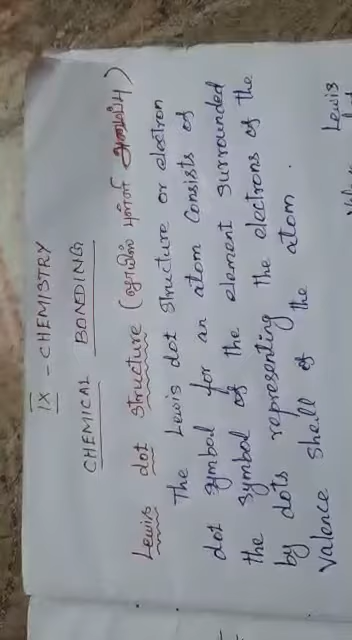 IX - CHEMISTRY
CHEMICAL BONDING
Lewis dot structure (லூயிஸ் புள்ளி அமைப்பு)
The Lewis dot structure or electron
dot symbol for an atom consists of
the symbol of the element surrounded
by dots representing the electrons of the
valence shell of the atom.
Lewis